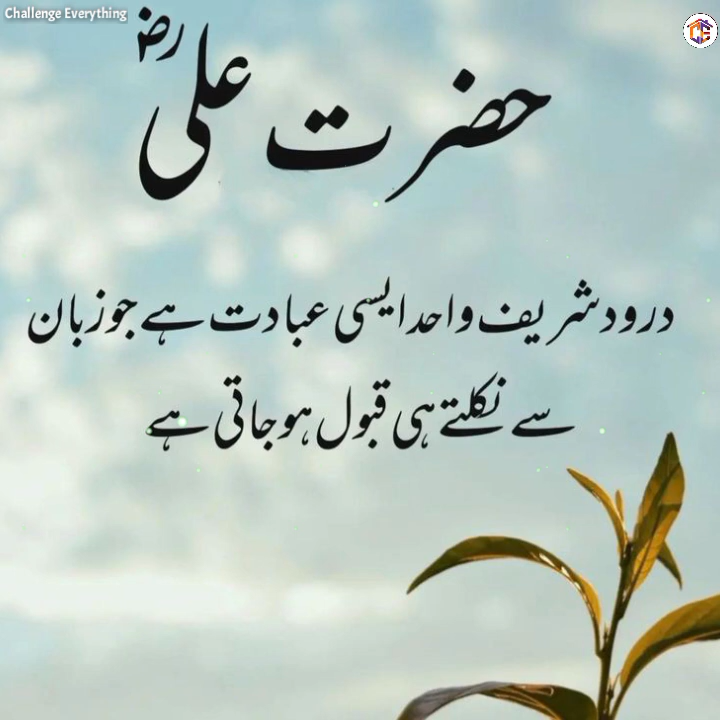 Challenge Everything
حضرت علی رض
درود شریف واحد ایسی عبادت ہے جو زبان
سے نکلتے ہی قبول ہو جاتی ہے